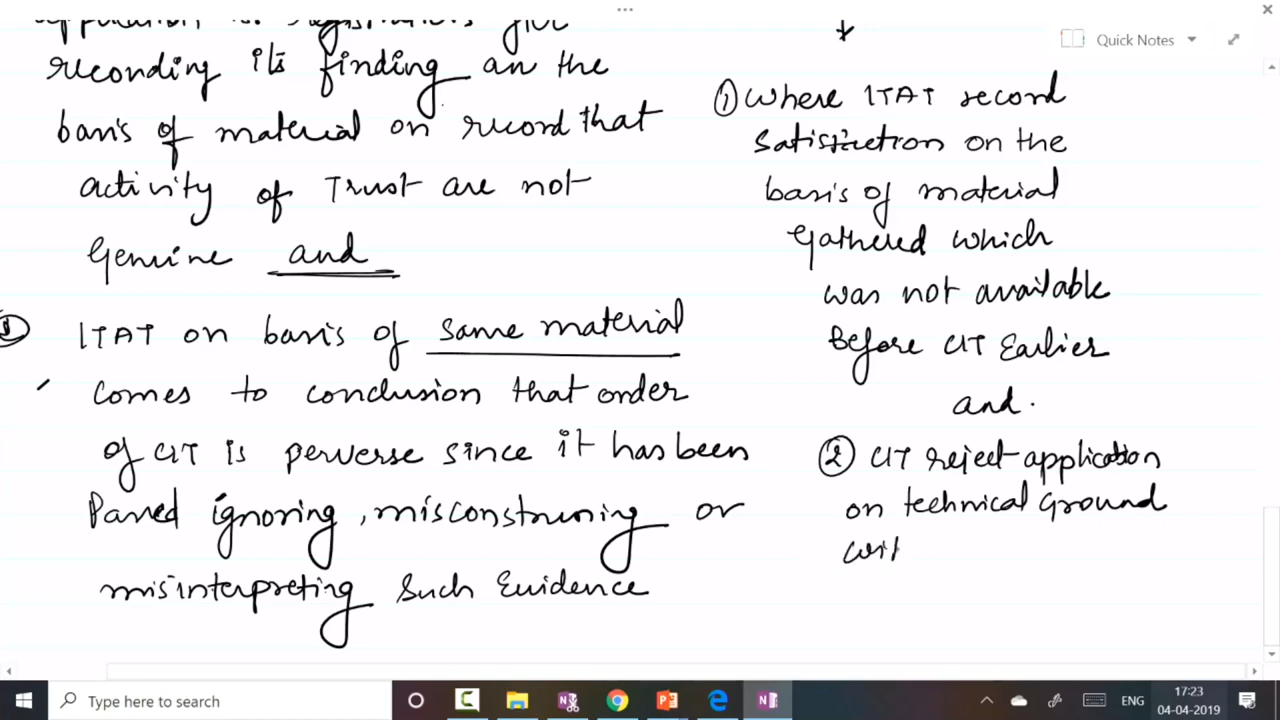 Quick Notes
recording its finding on the
basis of material on record that
activity of Trust are not
Genuine and
ITAT on basis of same material
comes to conclusion that order
of CIT is perverse since it has been
Passed ignoring, misconstruing or
misinterpreting such Evidence
① Where ITAT record
satisfaction on the
basis of material
Gathered which
was not available
Before CIT Earlier
and.
② CIT reject application
on technical Ground
Type here to search
ENG
17:23
04-04-2019